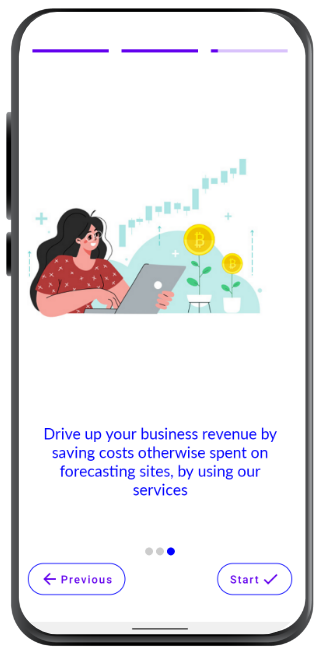 Drive up your business revenue by
saving costs otherwise spent on
forecasting sites, by using our
services
Previous
Start